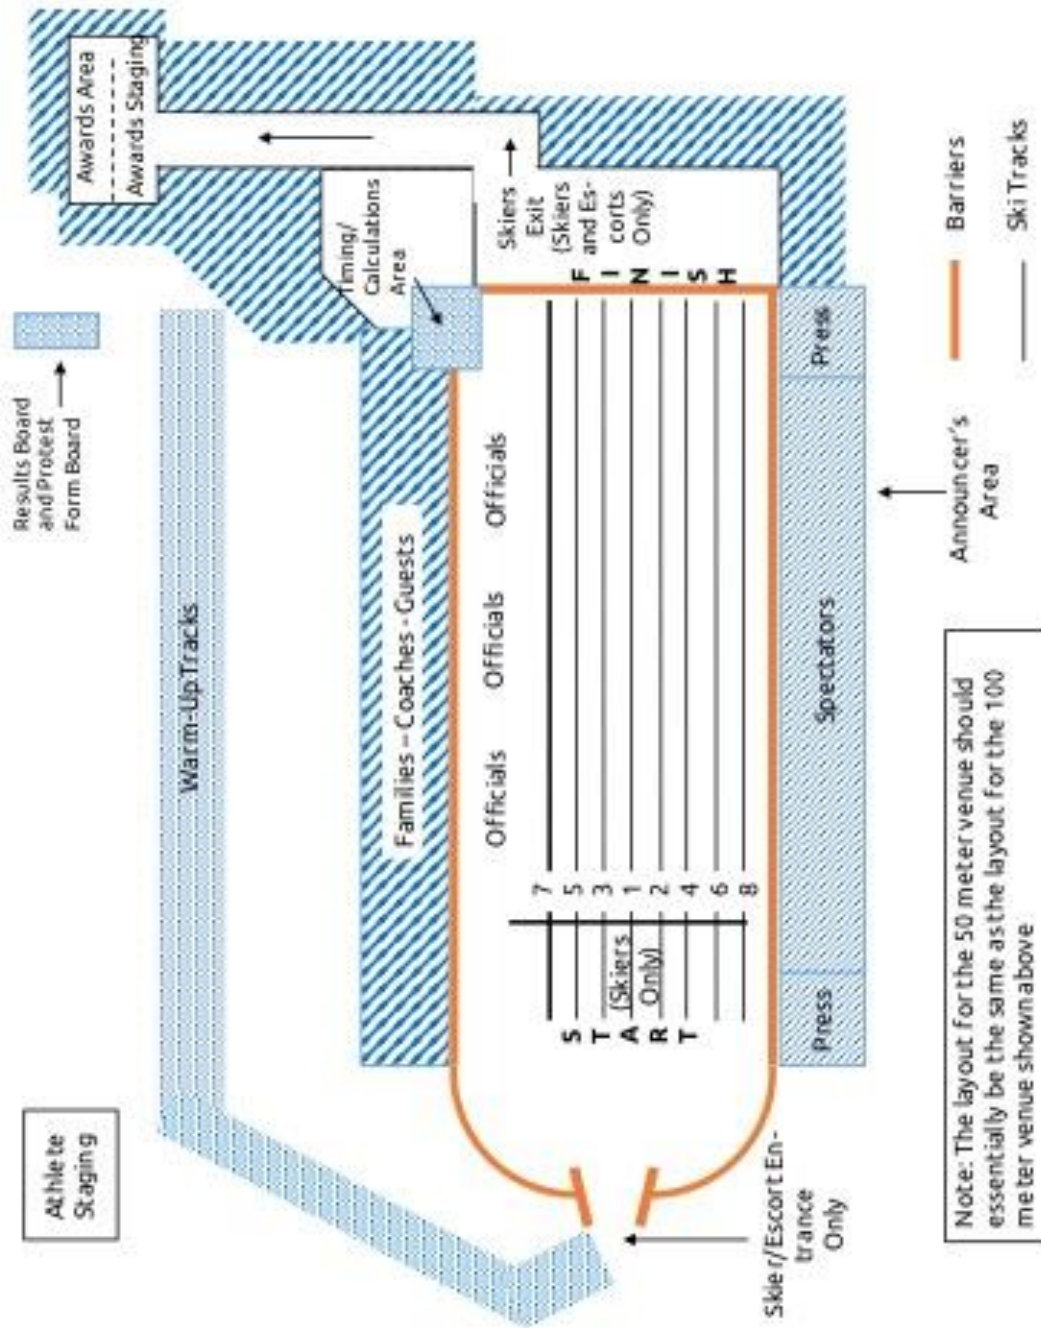 Results Board
and Protest
Form Board
Awards Area
Awards Staging
Athlete
Staging
Warm-Up Tracks
Timing/
Calculations
Area
Families – Coaches - Guests
Skiers
Exit
(Skiers
and Es-
corts
Only)
Officials Officials Officials
7
5
3
1
2
4
6
8
START
(Skiers
Only)
FINISH
Press Spectators Press
Skier/Escort En-
trance
Only
Announcer's
Area
Barriers
Ski Tracks
Note: The layout for the 50 meter venue should
essentially be the same as the layout for the 100
meter venue shown above